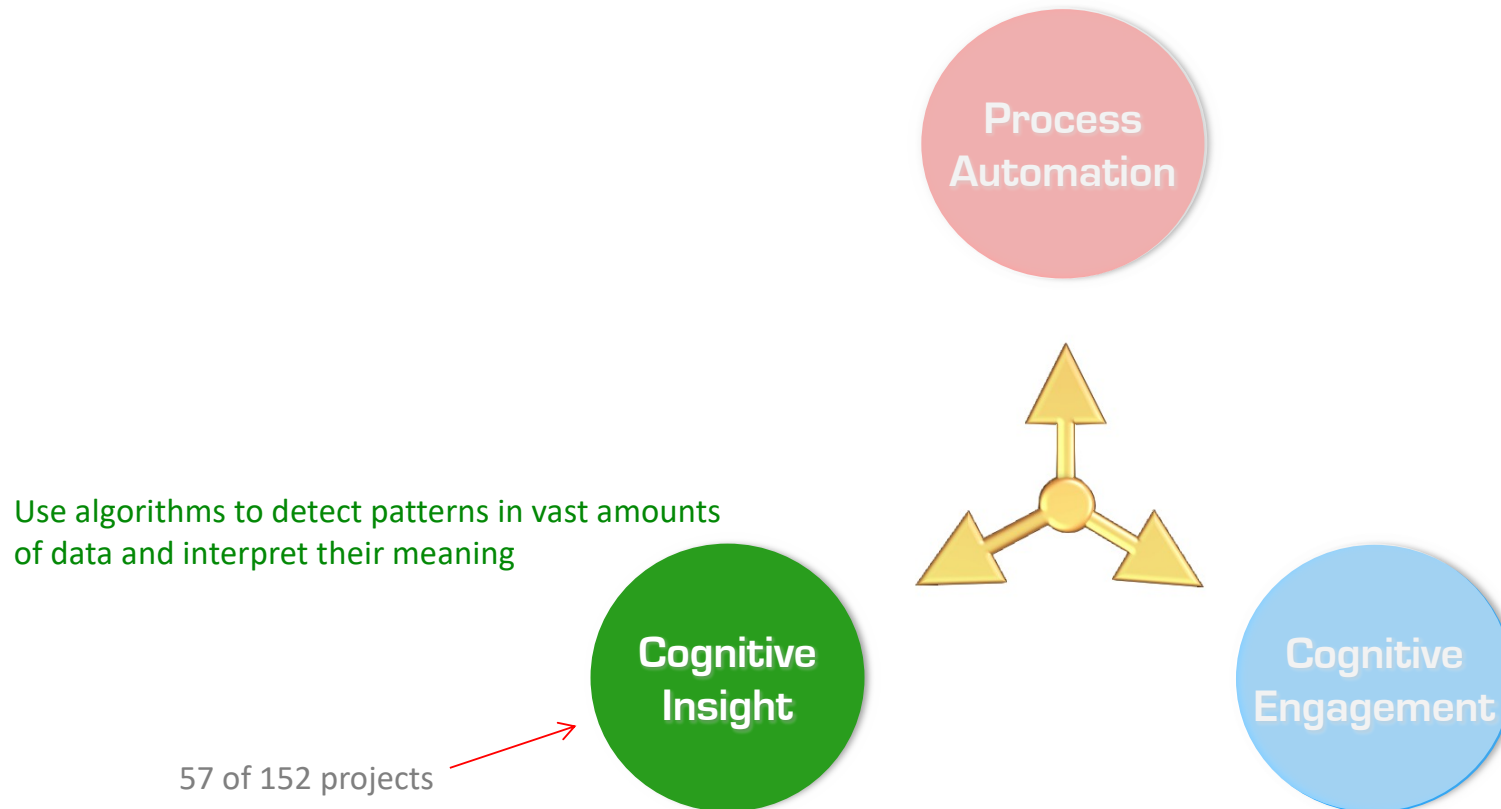 Process
Automation
Use algorithms to detect patterns in vast amounts
of data and interpret their meaning
Cognitive
Insight
Cognitive
Engagement
57 of 152 projects